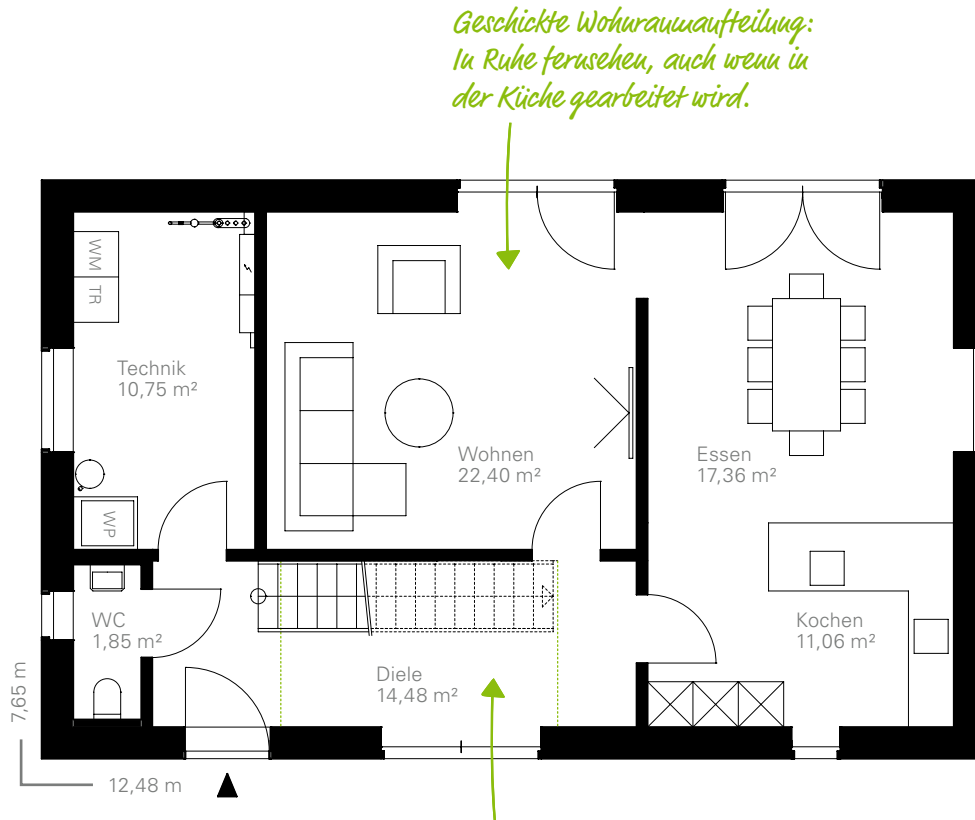 Geschickte Wohnraumaufteilung:
In Ruhe fernsehen, auch wenn in
der Küche gearbeitet wird.
WM
TR
Technik
10,75 m²
Wohnen
22,40 m²
Essen
17,36 m²
WP
WC
1,85 m²
Kochen
11,06 m²
Diele
14,48 m²
7,65 m
12,48 m